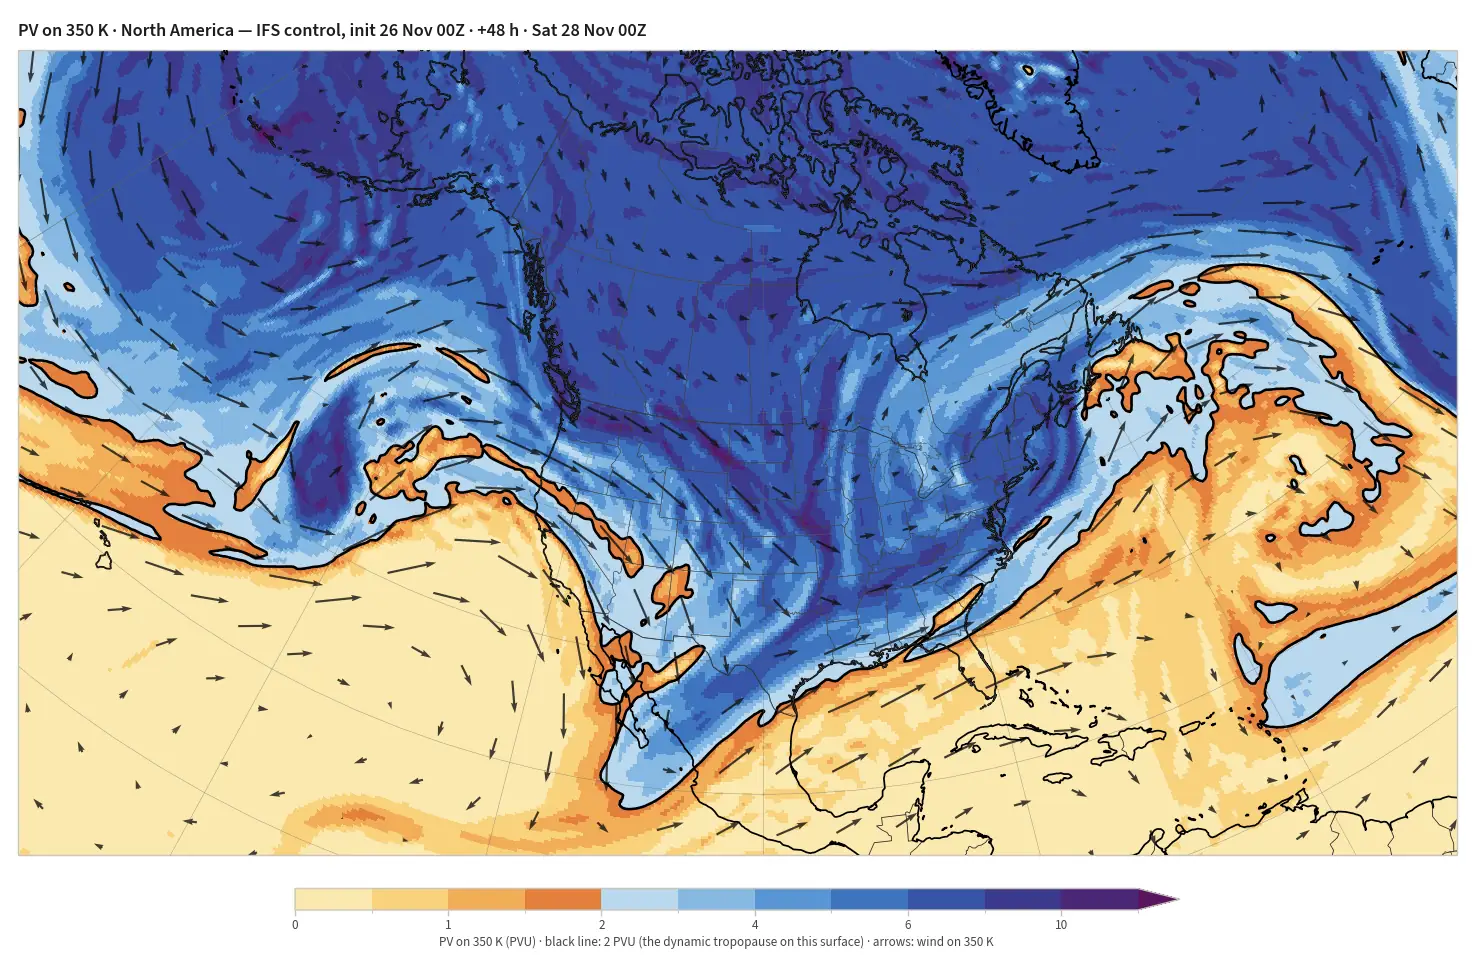 PV on 350 K · North America — IFS control, init 26 Nov 00Z · +48 h · Sat 28 Nov 00Z
0 1 2 4 6 10
PV on 350 K (PVU) · black line: 2 PVU (the dynamic tropopause on this surface) · arrows: wind on 350 K